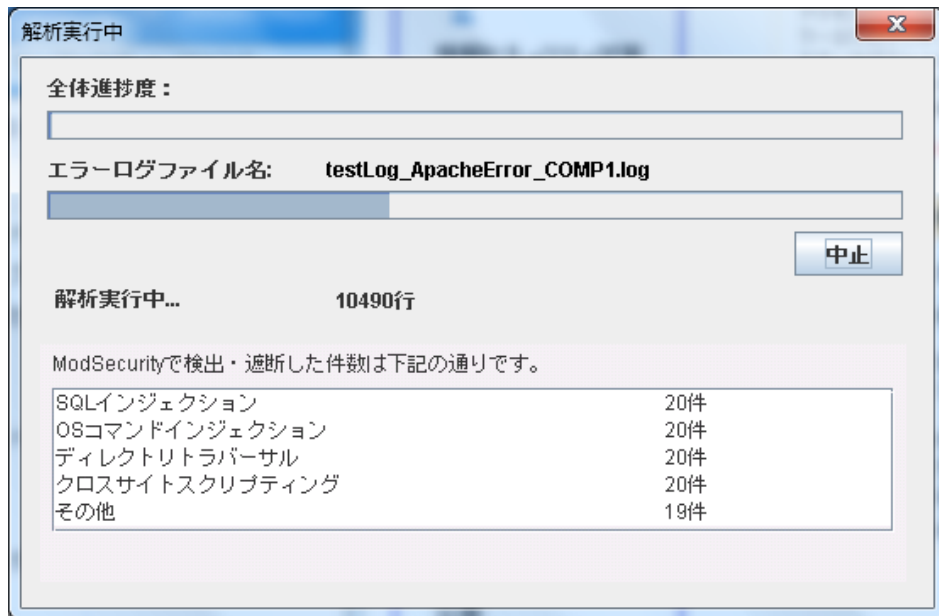 解析実行中
全体進捗度：
エラーログファイル名: testLog_ApacheError_COMP1.log
中止
解析実行中... 10490行
ModSecurityで検出・遮断した件数は下記の通りです。
SQLインジェクション 20件
OSコマンドインジェクション 20件
ディレクトリトラバーサル 20件
クロスサイトスクリプティング 20件
その他 19件